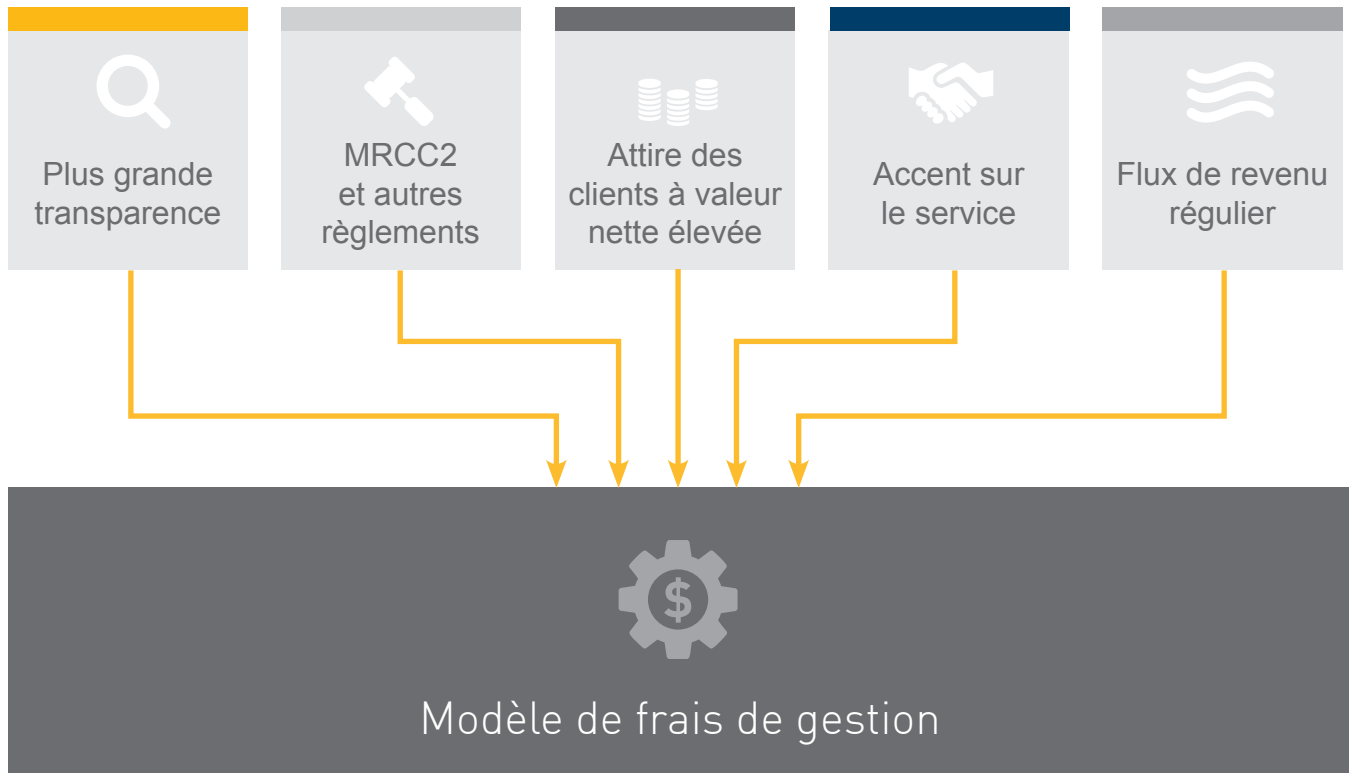 Plus grande
transparence
MRCC2
et autres
règlements
Attire des
clients à valeur
nette élevée
Accent sur
le service
Flux de revenu
régulier
$
Modèle de frais de gestion